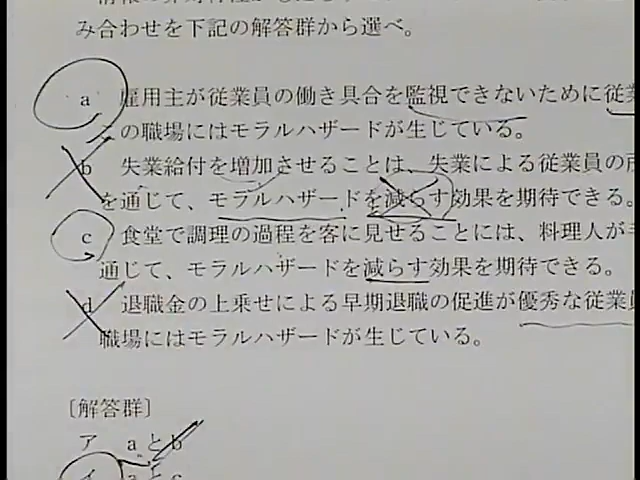 み合わせを下記の解答群から選べ。
a 雇用主が従業員の働き具合を監視できないために従業
この職場にはモラルハザードが生じている。
b 失業給付を増加させることは、失業による従業員の所
を通じて、モラルハザードを減らす効果を期待できる。
c 食堂で調理の過程を客に見せることには、料理人が
通じて、モラルハザードを減らす効果を期待できる。
d 退職金の上乗せによる早期退職の促進が優秀な従業員
職場にはモラルハザードが生じている。
〔解答群〕
ア aとb
イ aとc